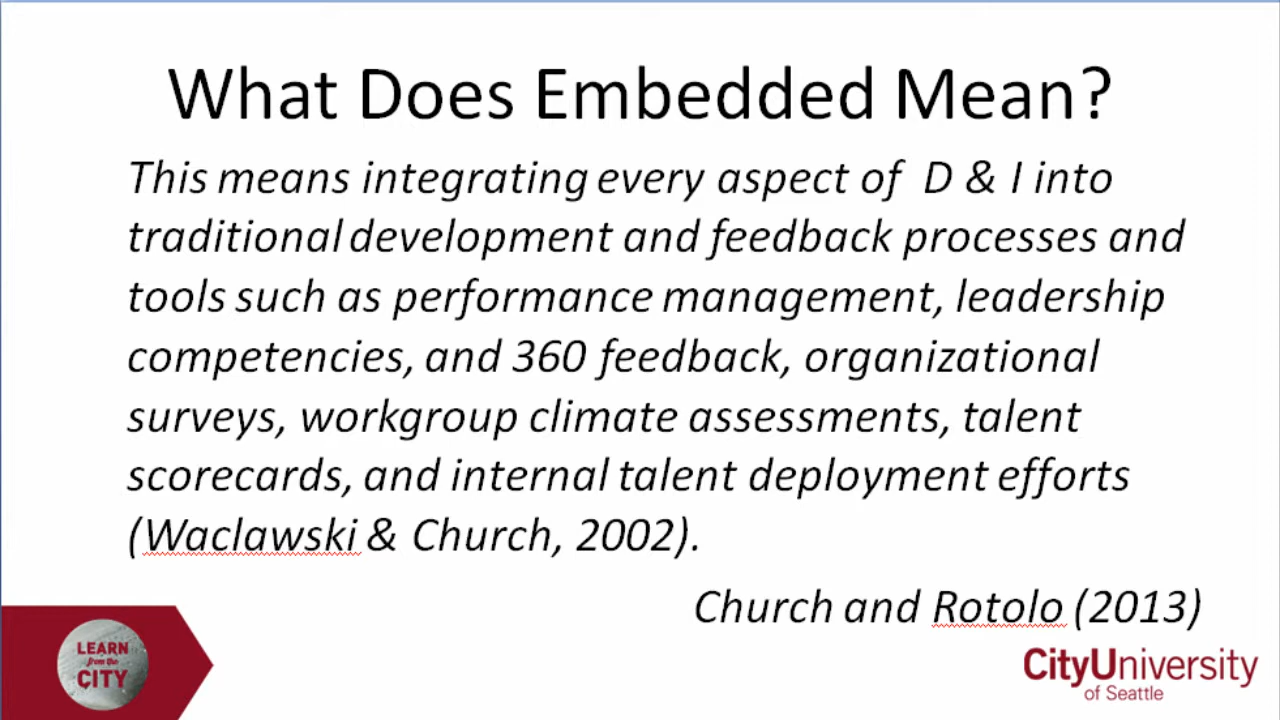 What Does Embedded Mean?
This means integrating every aspect of D & I into
traditional development and feedback processes and
tools such as performance management, leadership
competencies, and 360 feedback, organizational
surveys, workgroup climate assessments, talent
scorecards, and internal talent deployment efforts
(Waclawski & Church, 2002).
Church and Rotolo (2013)
LEARN
from the
CITY
CityUniversity
of Seattle